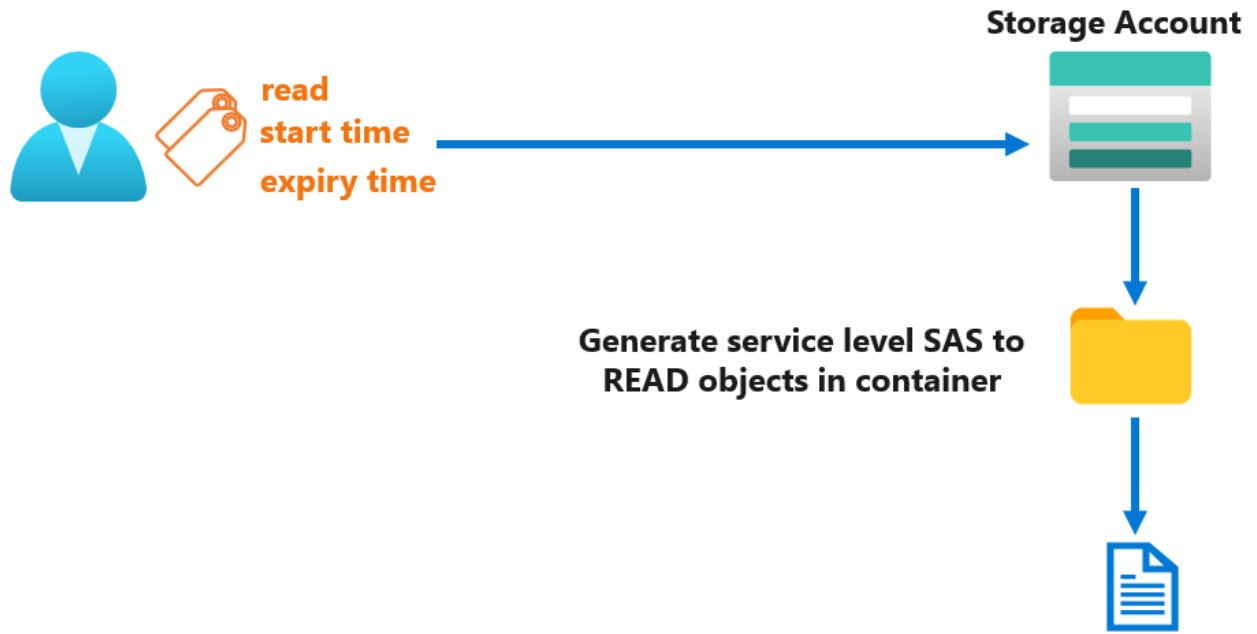 Storage Account
read
start time
expiry time
Generate service level SAS to
READ objects in container